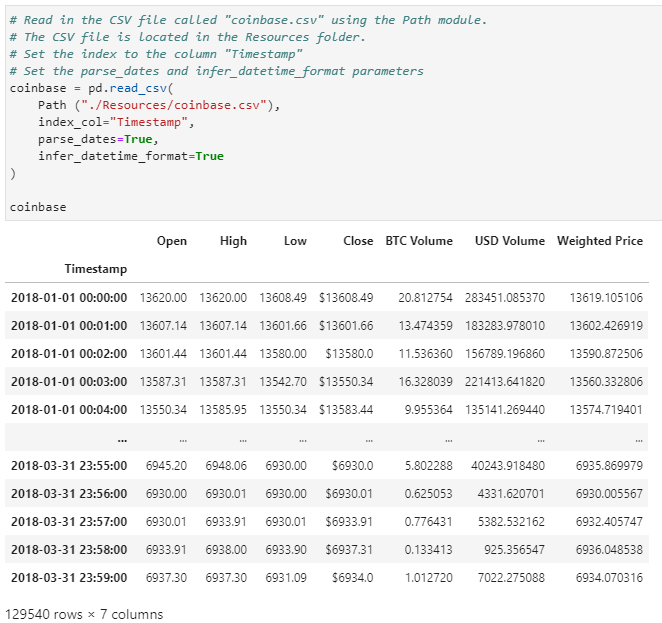 # Read in the CSV file called "coinbase.csv" using the Path module.
# The CSV file is located in the Resources folder.
# Set the index to the column "Timestamp"
# Set the parse_dates and infer_datetime_format parameters
coinbase = pd.read_csv(
    Path ("./Resources/coinbase.csv"),
    index_col="Timestamp",
    parse_dates=True,
    infer_datetime_format=True
)
coinbase
Open High Low Close BTC Volume USD Volume Weighted Price
Timestamp
2018-01-01 00:00:00 13620.00 13620.00 13608.49 $13608.49 20.812754 283451.085370 13619.105106
2018-01-01 00:01:00 13607.14 13607.14 13601.66 $13601.66 13.474359 183283.978010 13602.426919
2018-01-01 00:02:00 13601.44 13601.44 13580.00 $13580.0 11.536360 156789.196860 13590.872506
2018-01-01 00:03:00 13587.31 13587.31 13542.70 $13550.34 16.328039 221413.641820 13560.332806
2018-01-01 00:04:00 13550.34 13585.95 13550.34 $13583.44 9.955364 135141.269440 13574.719401
... ... ... ... ... ... ... ...
2018-03-31 23:55:00 6945.20 6948.06 6930.00 $6930.0 5.802288 40243.918480 6935.869979
2018-03-31 23:56:00 6930.00 6930.01 6930.00 $6930.01 0.625053 4331.620701 6930.005567
2018-03-31 23:57:00 6930.01 6933.91 6930.01 $6933.91 0.776431 5382.532162 6932.405747
2018-03-31 23:58:00 6933.91 6938.00 6933.90 $6937.31 0.133413 925.356547 6936.048538
2018-03-31 23:59:00 6937.30 6937.30 6931.09 $6934.0 1.012720 7022.275088 6934.070316
129540 rows × 7 columns